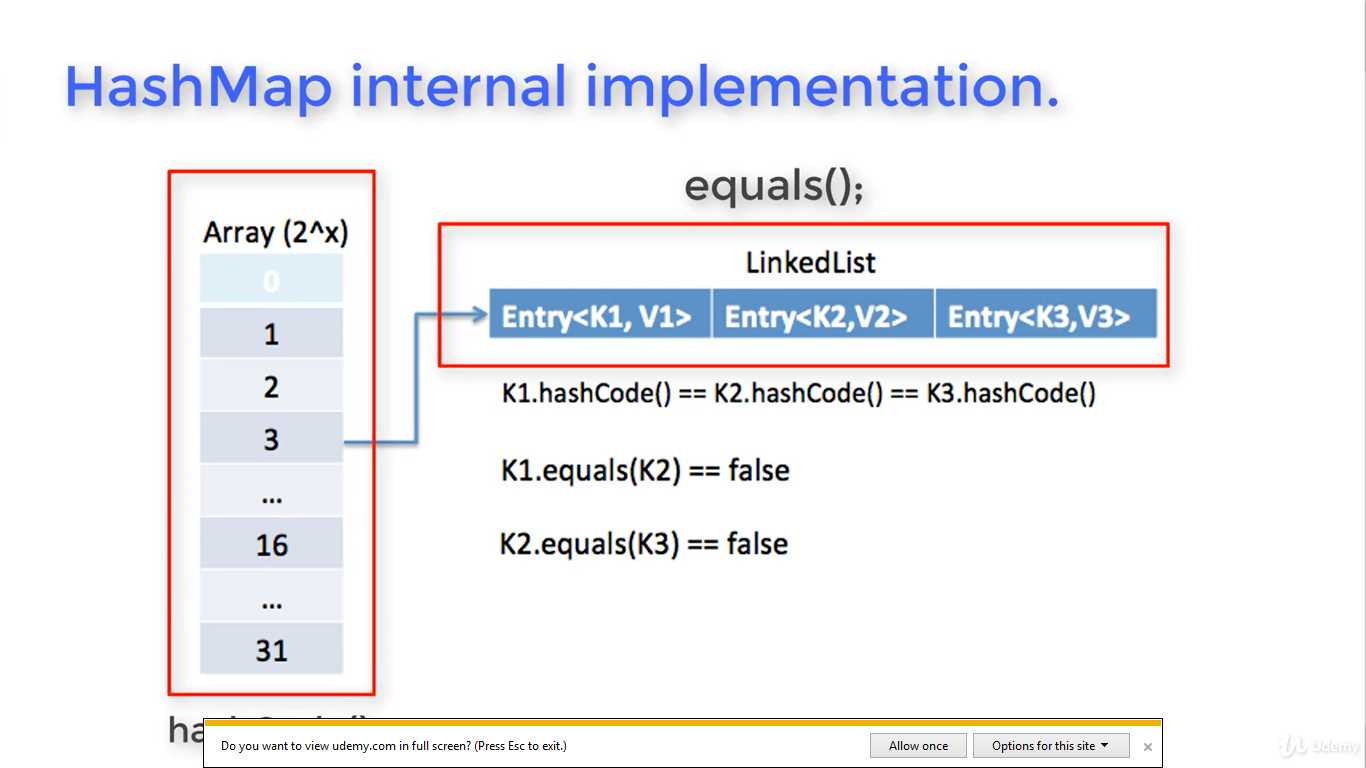 HashMap internal implementation.
equals();
Array (2^x)
0
1
2
3
...
16
...
31
LinkedList
Entry<K1, V1> Entry<K2,V2> Entry<K3,V3>
K1.hashCode() == K2.hashCode() == K3.hashCode()
K1.equals(K2) == false
K2.equals(K3) == false
Do you want to view udemy.com in full screen? (Press Esc to exit.)
Allow once
Options for this site
Udemy